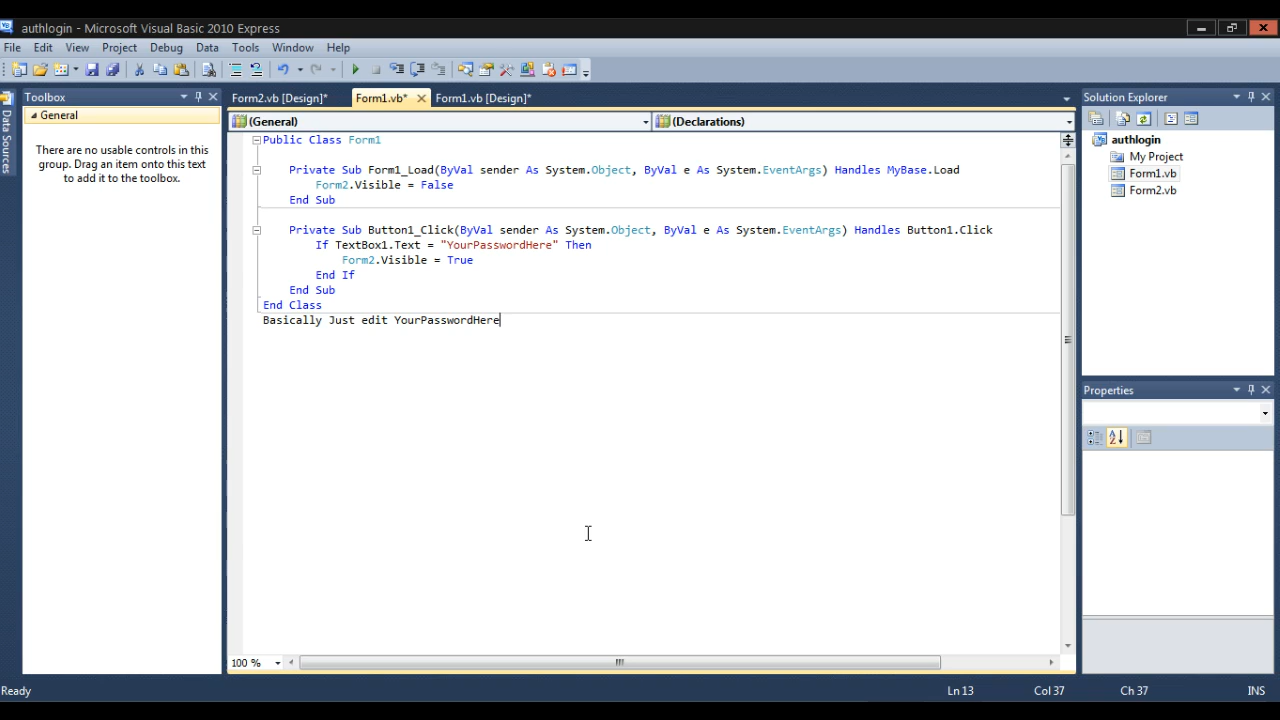 authlogin - Microsoft Visual Basic 2010 Express
File Edit View Project Debug Data Tools Window Help
Data Sources
Toolbox
General
There are no usable controls in this
group. Drag an item onto this text
to add it to the toolbox.
Form2.vb [Design]* Form1.vb* Form1.vb [Design]*
(General) (Declarations)
Public Class Form1
Private Sub Form1_Load(ByVal sender As System.Object, ByVal e As System.EventArgs) Handles MyBase.Load
Form2.Visible = False
End Sub
Private Sub Button1_Click(ByVal sender As System.Object, ByVal e As System.EventArgs) Handles Button1.Click
If TextBox1.Text = "YourPasswordHere" Then
Form2.Visible = True
End If
End Sub
End Class
Basically Just edit YourPasswordHere
100 %
Solution Explorer
authlogin
My Project
Form1.vb
Form2.vb
Properties
Ready Ln 13 Col 37 Ch 37 INS